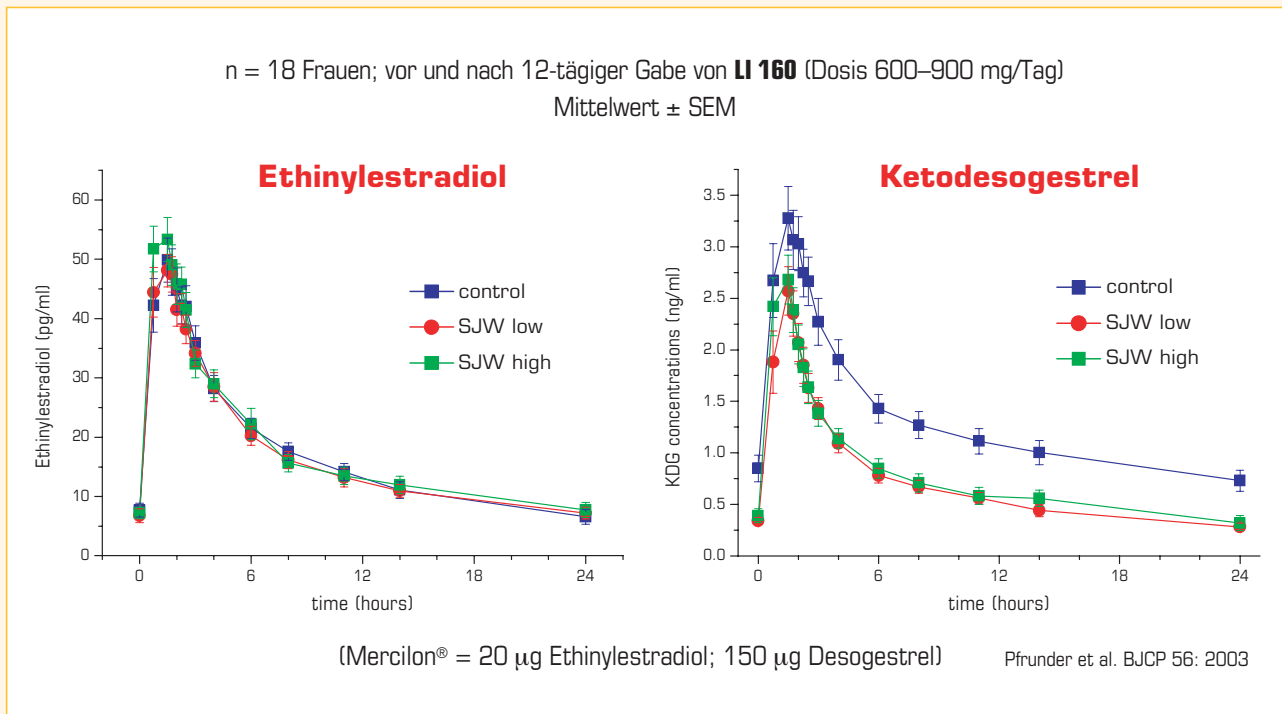 n = 18 Frauen; vor und nach 12-tägiger Gabe von LI 160 (Dosis 600–900 mg/Tag)
Mittelwert ± SEM
Ethinylestradiol
Ethinylestradiol (pg/ml)
60
50
40
30
20
10
0
control
SJW low
SJW high
0 6 12 18 24
time (hours)
Ketodesogestrel
KDG concentrations (ng/ml)
3.5
3.0
2.5
2.0
1.5
1.0
0.5
0.0
control
SJW low
SJW high
0 6 12 18 24
time (hours)
(Mercilon® = 20 µg Ethinylestradiol; 150 µg Desogestrel)
Pfrunder et al. BJCP 56: 2003